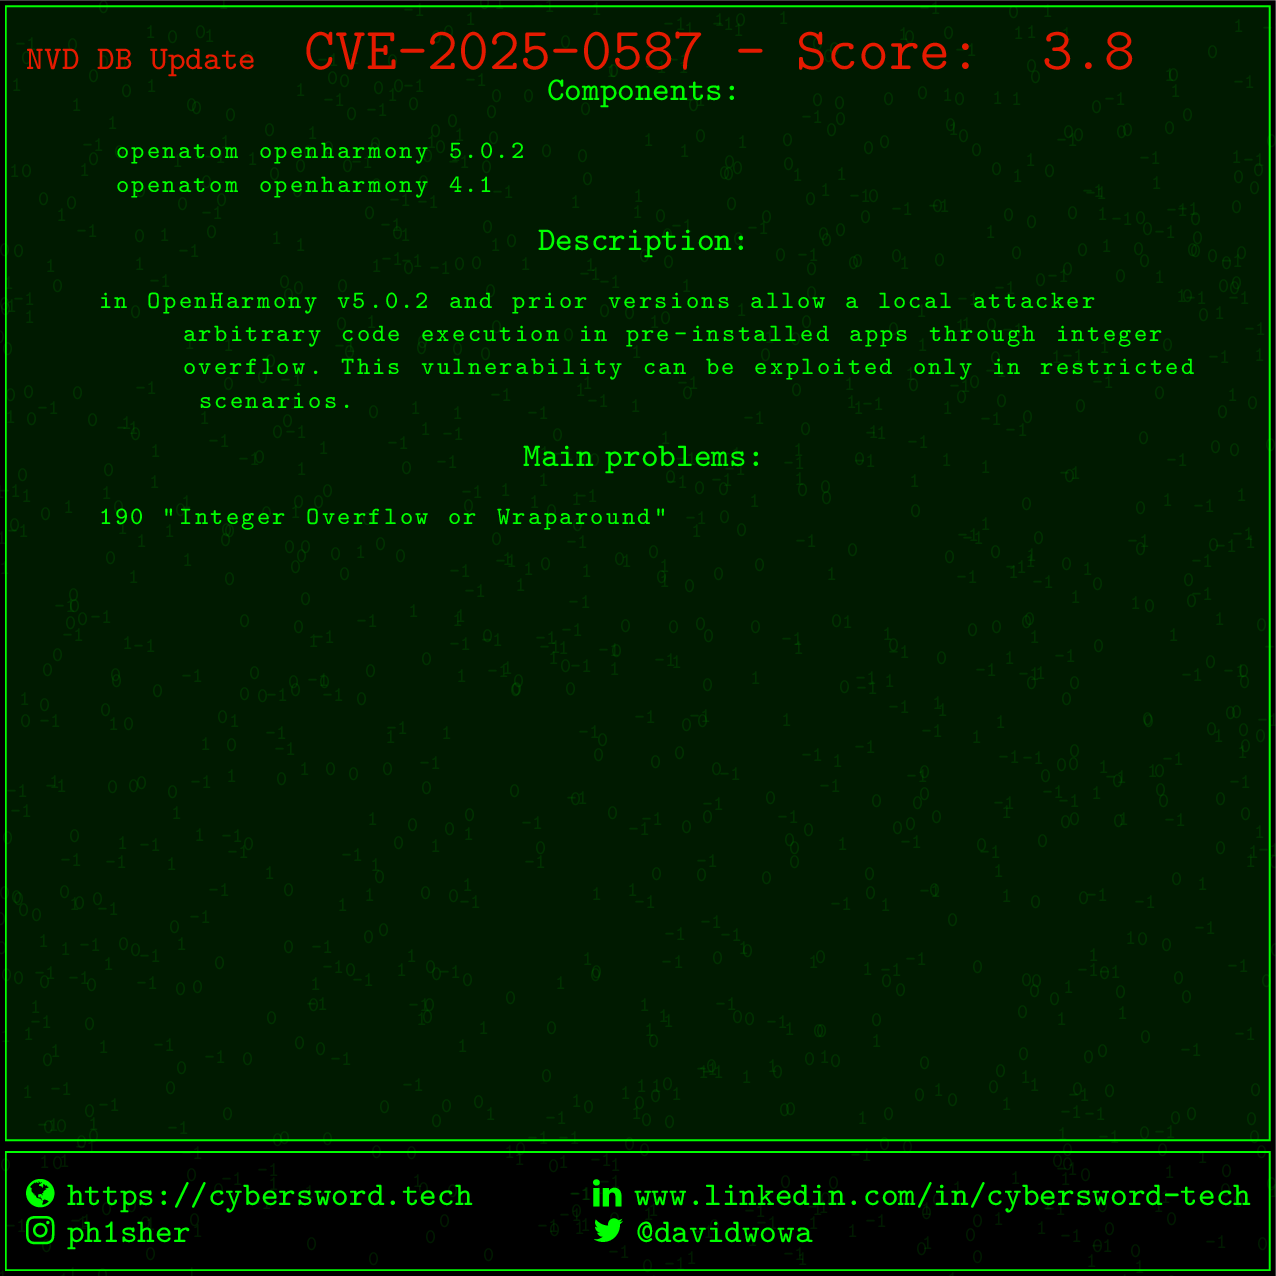 NVD DB Update CVE-2025-0587 - Score: 3.8
Components:
openatom openharmony 5.0.2
openatom openharmony 4.1
Description:
in OpenHarmony v5.0.2 and prior versions allow a local attacker
arbitrary code execution in pre-installed apps through integer
overflow. This vulnerability can be exploited only in restricted
scenarios.
Main problems:
190 "Integer Overflow or Wraparound"
https://cybersword.tech
www.linkedin.com/in/cybersword-tech
ph1sher
@davidwowa